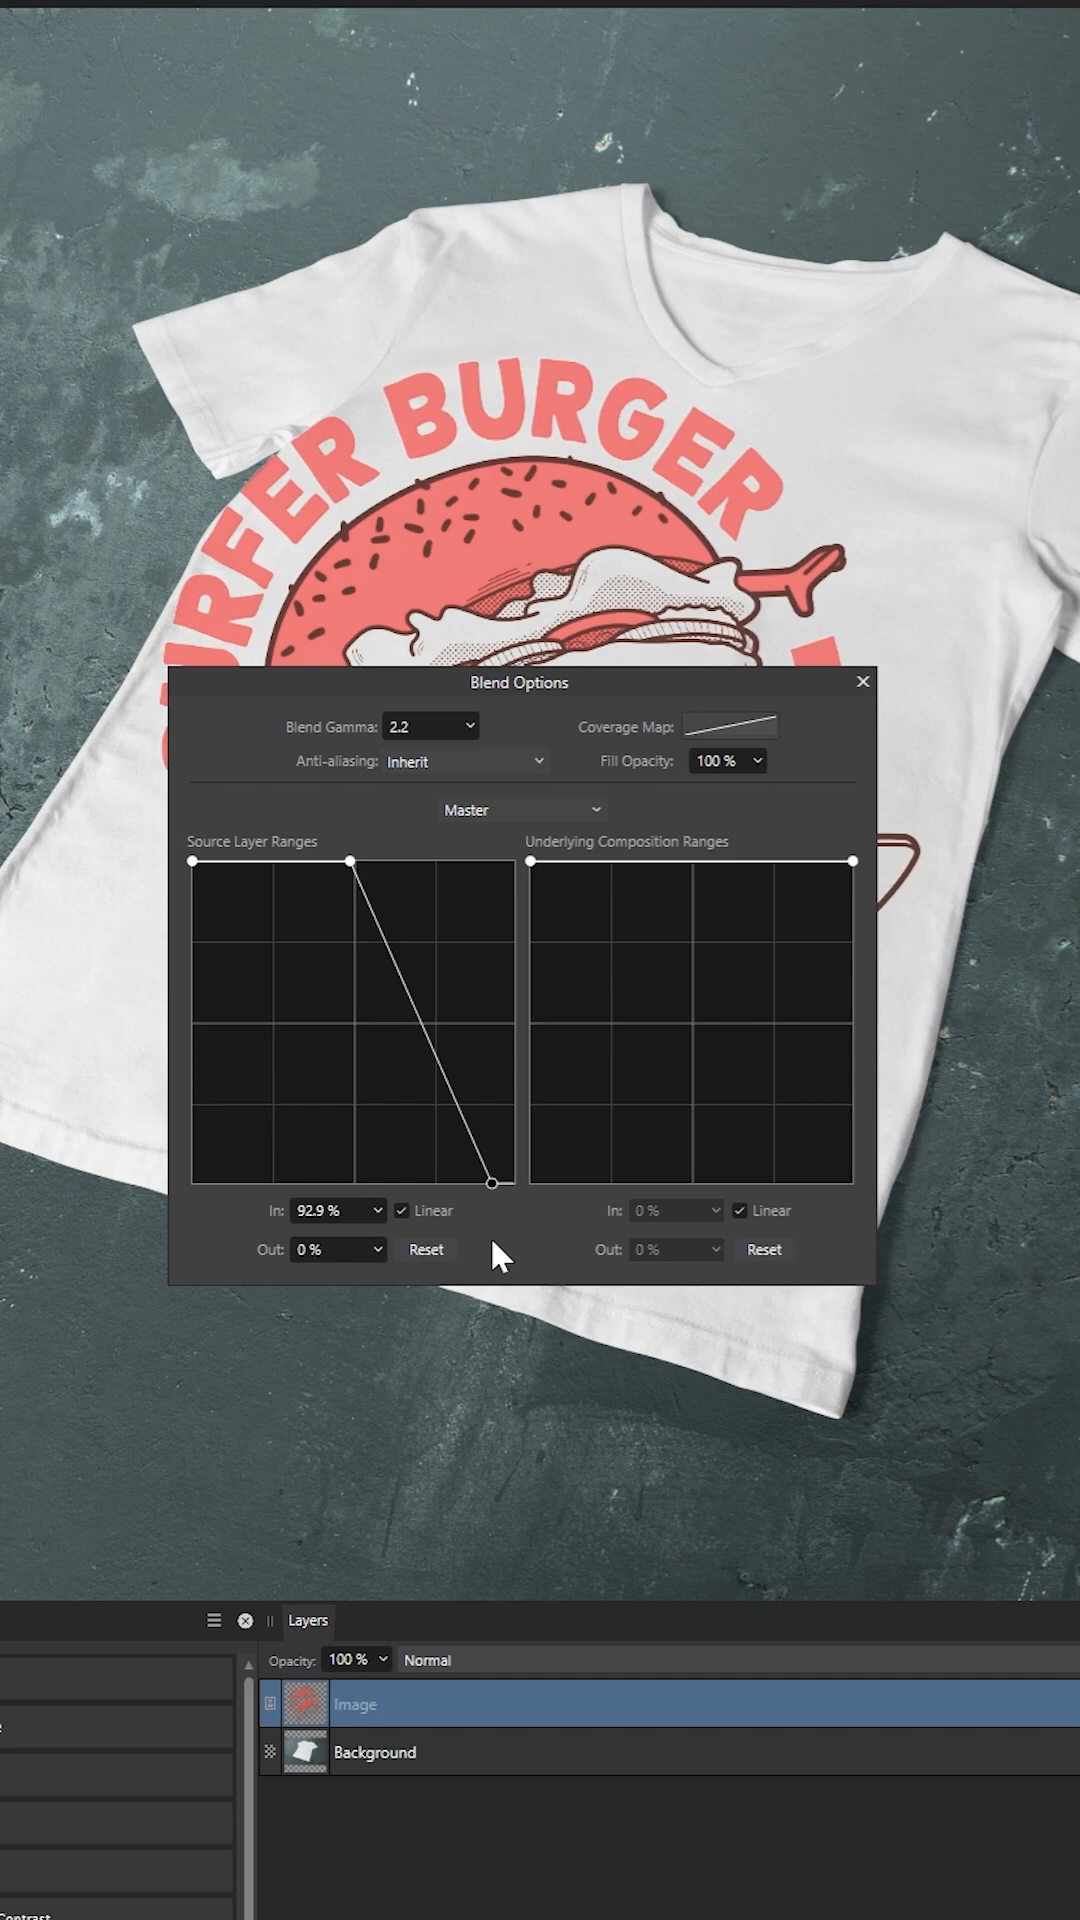 URFER BURGER
Blend Options
Blend Gamma: 2.2
Coverage Map:
Anti-aliasing: Inherit
Fill Opacity: 100 %
Master
Source Layer Ranges
Underlying Composition Ranges
In: 92.9 % Linear
In: 0 % Linear
Out: 0 % Reset
Out: 0 % Reset
Layers
Opacity: 100 % Normal
Image
Background
Contrast